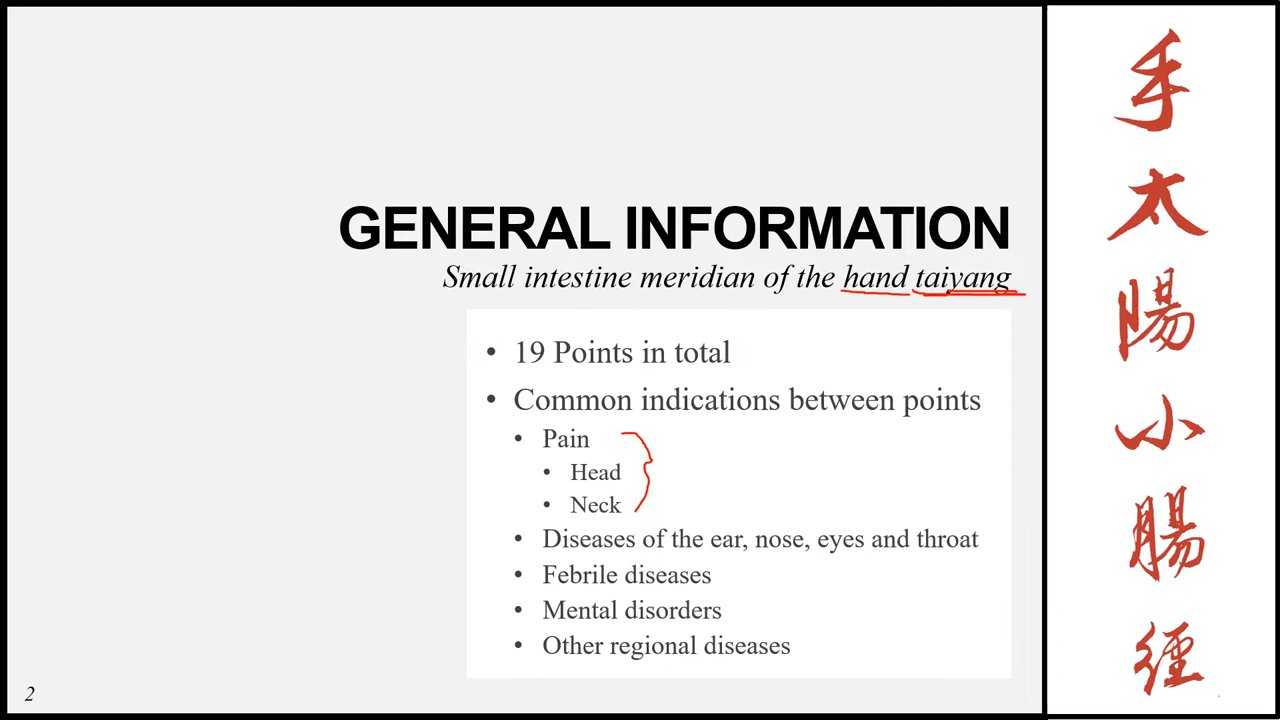 GENERAL INFORMATION
Small intestine meridian of the hand taiyang
• 19 Points in total
• Common indications between points
• Pain
• Head
• Neck
• Diseases of the ear, nose, eyes and throat
• Febrile diseases
• Mental disorders
• Other regional diseases
2
手
太
陽
小
腸
經